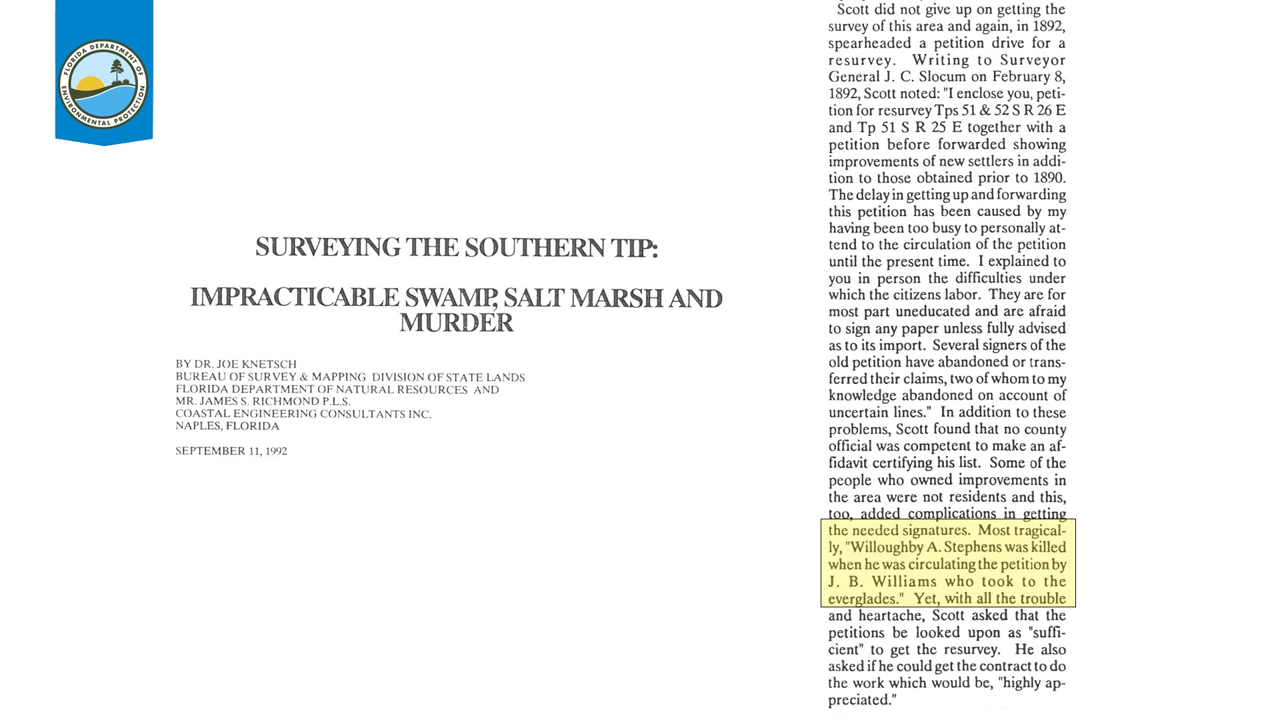 FLORIDA DEPARTMENT OF
ENVIRONMENTAL PROTECTION
SURVEYING THE SOUTHERN TIP:
IMPRACTICABLE SWAMP, SALT MARSH AND
MURDER
BY DR. JOE KNETSCH
BUREAU OF SURVEY & MAPPING DIVISION OF STATE LANDS
FLORIDA DEPARTMENT OF NATURAL RESOURCES AND
MR. JAMES S. RICHMOND P.L.S.
COASTAL ENGINEERING CONSULTANTS INC.
NAPLES, FLORIDA
SEPTEMBER 11, 1992
Scott did not give up on getting the
survey of this area and again, in 1892,
spearheaded a petition drive for a
resurvey. Writing to Surveyor
General J. C. Slocum on February 8,
1892, Scott noted: "I enclose you, peti-
tion for resurvey Tps 51 & 52 S R 26 E
and Tp 51 S R 25 E together with a
petition before forwarded showing
improvements of new settlers in addi-
tion to those obtained prior to 1890.
The delay in getting up and forwarding
this petition has been caused by my
having been too busy to personally at-
tend to the circulation of the petition
until the present time. I explained to
you in person the difficulties under
which the citizens labor. They are for
most part uneducated and are afraid
to sign any paper unless fully advised
as to its import. Several signers of the
old petition have abandoned or trans-
ferred their claims, two of whom to my
knowledge abandoned on account of
uncertain lines." In addition to these
problems, Scott found that no county
official was competent to make an af-
fidavit certifying his list. Some of the
people who owned improvements in
the area were not residents and this,
too, added complications in getting
the needed signatures. Most tragical-
ly, "Willoughby A. Stephens was killed
when he was circulating the petition by
J. B. Williams who took to the
everglades." Yet, with all the trouble
and heartache, Scott asked that the
petitions be looked upon as "suffi-
cient" to get the resurvey. He also
asked if he could get the contract to do
the work which would be, "highly ap-
preciated."